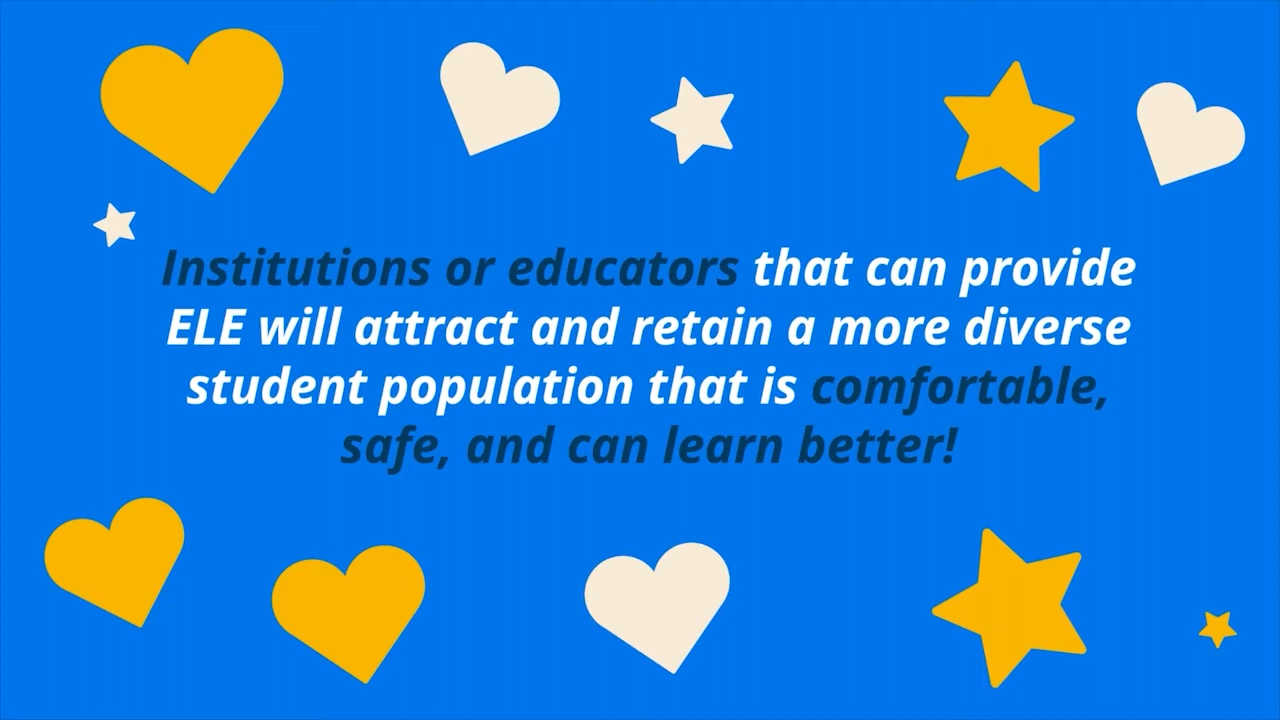 Institutions or educators that can provide
ELE will attract and retain a more diverse
student population that is comfortable,
safe, and can learn better!